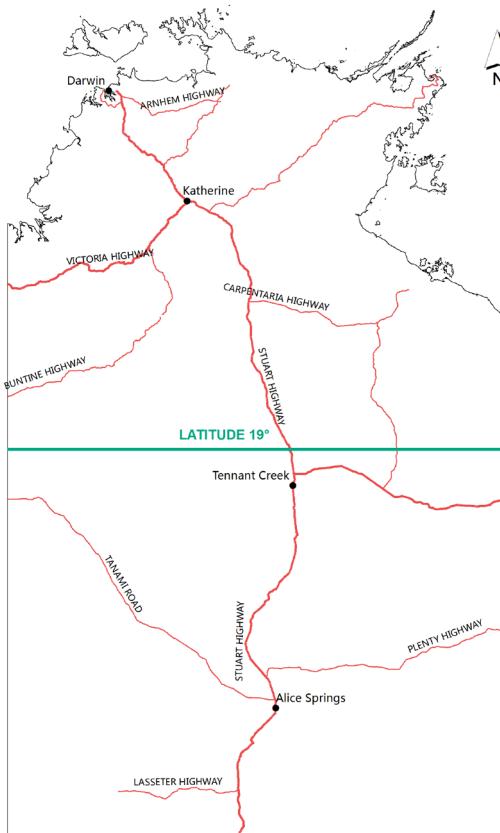 Darwin
N
ARNHEM HIGHWAY
Katherine
VICTORIA HIGHWAY
CARPENTARIA HIGHWAY
BUNTINE HIGHWAY
STUART HIGHWAY
LATITUDE 19°
Tennant Creek
TANAMI ROAD
STUART HIGHWAY
PLENTY HIGHWAY
Alice Springs
LASSETER HIGHWAY